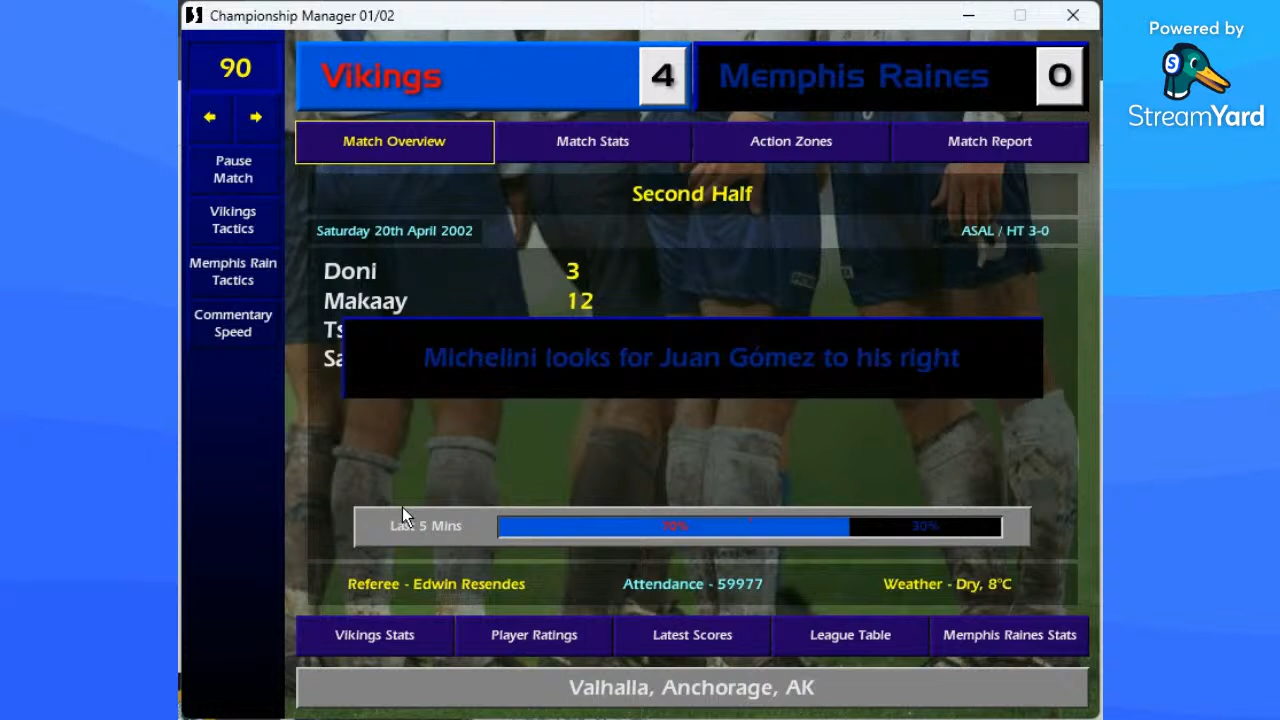 Championship Manager 01/02
Powered by
StreamYard
90
Vikings 4 Memphis Raines 0
Match Overview Match Stats Action Zones Match Report
Pause
Match
Vikings
Tactics
Memphis Rain
Tactics
Commentary
Speed
Second Half
Saturday 20th April 2002 ASAL / HT 3-0
Doni 3
Makaay 12
Ts
Sa
Michelini looks for Juan Gómez to his right
5 Mins 70% 30%
Referee - Edwin Resendes Attendance - 59977 Weather - Dry, 8°C
Vikings Stats Player Ratings Latest Scores League Table Memphis Raines Stats
Valhalla, Anchorage, AK